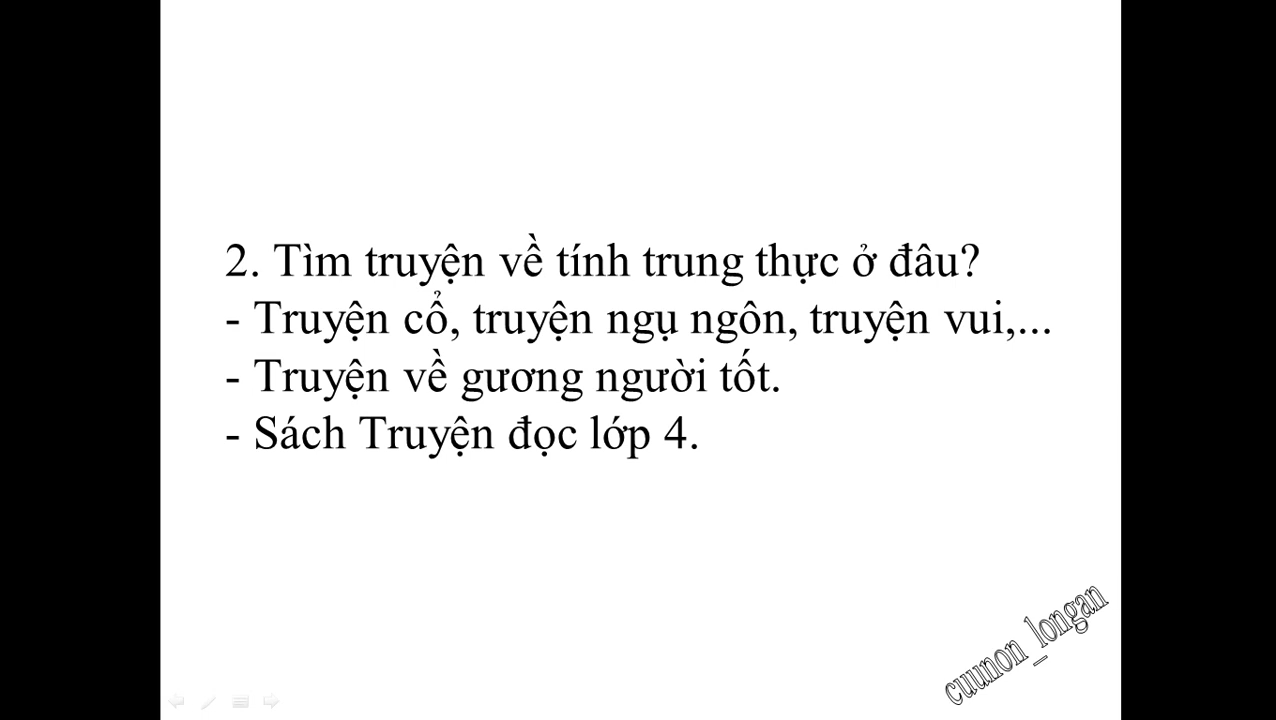 2. Tìm truyện về tính trung thực ở đâu?
- Truyện cổ, truyện ngụ ngôn, truyện vui,...
- Truyện về gương người tốt.
- Sách Truyện đọc lớp 4.
cuunon_longan